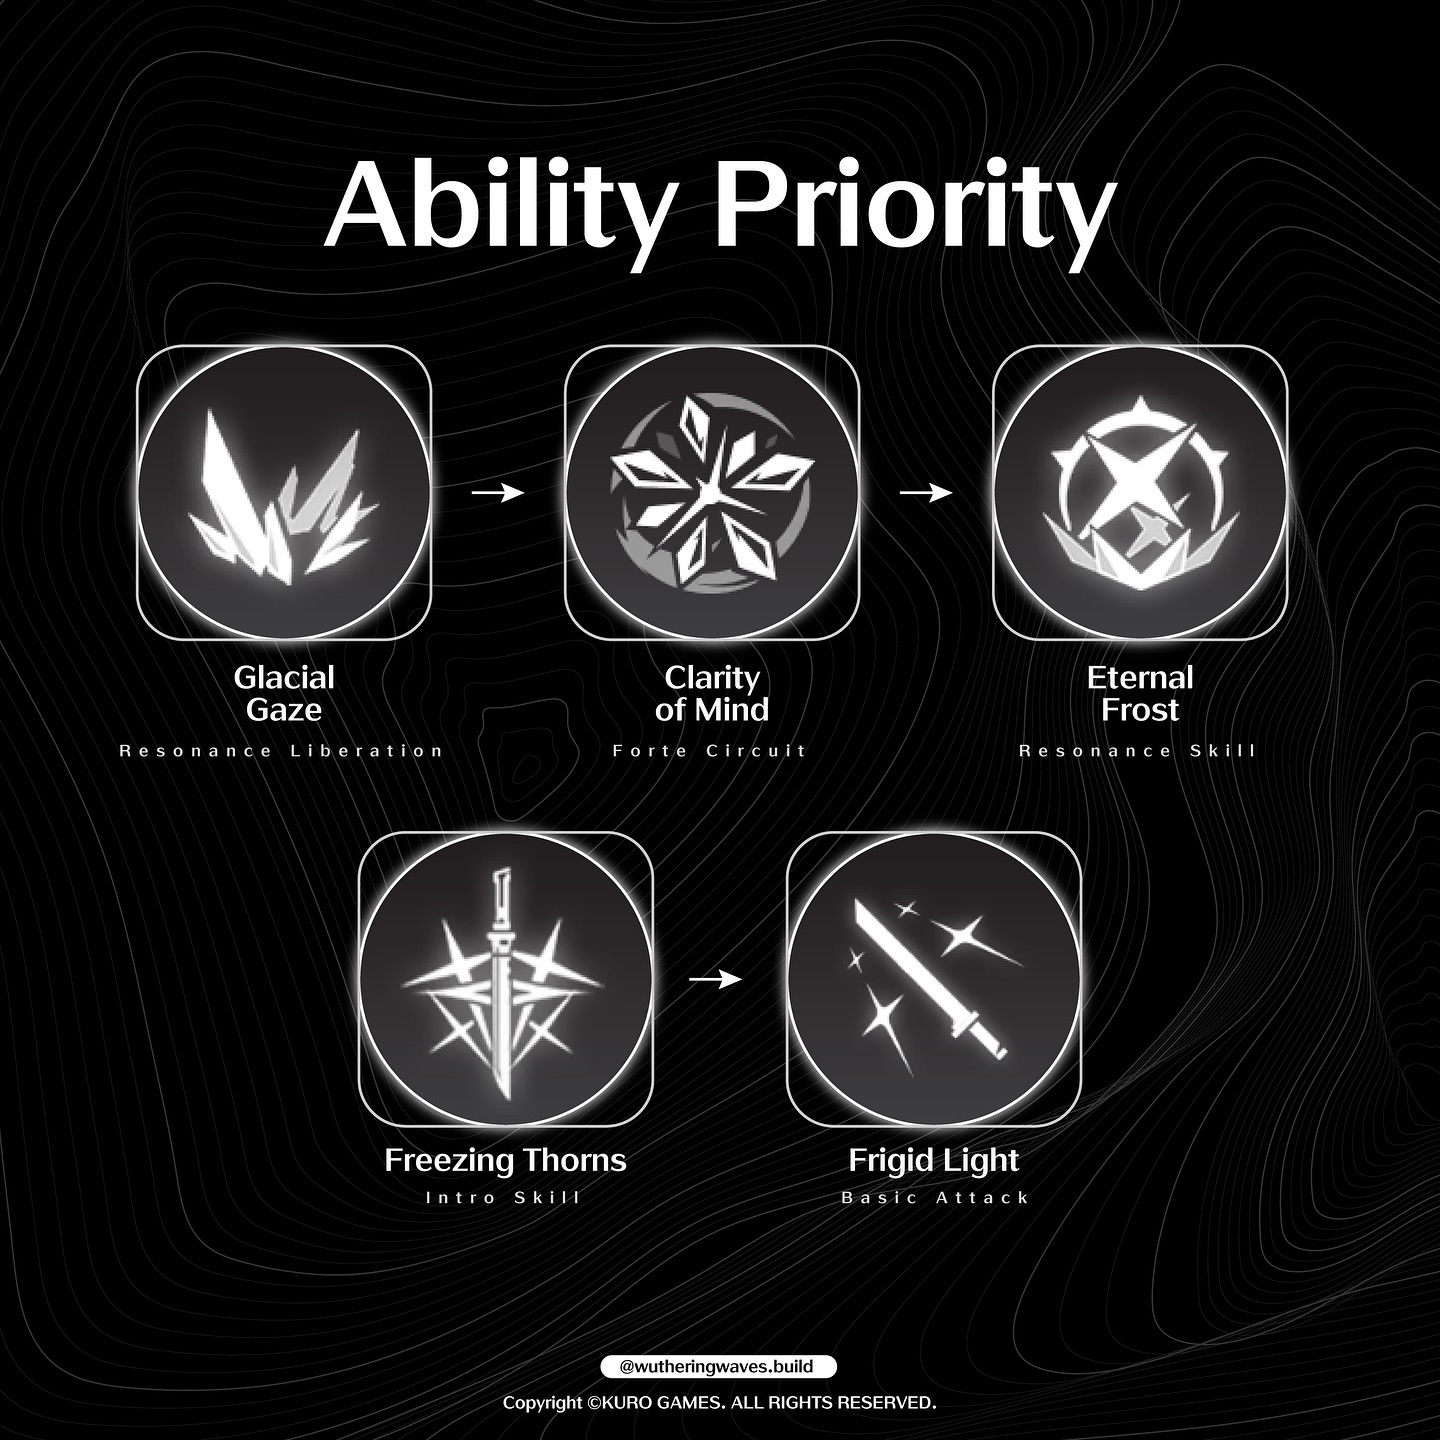 Ability Priority
Glacial
Gaze
Resonance Liberation
Clarity
of Mind
Forte Circuit
Eternal
Frost
Resonance Skill
Freezing Thorns
Intro Skill
Frigid Light
Basic Attack
@wutheringwaves.build
Copyright ©KURO GAMES. ALL RIGHTS RESERVED.